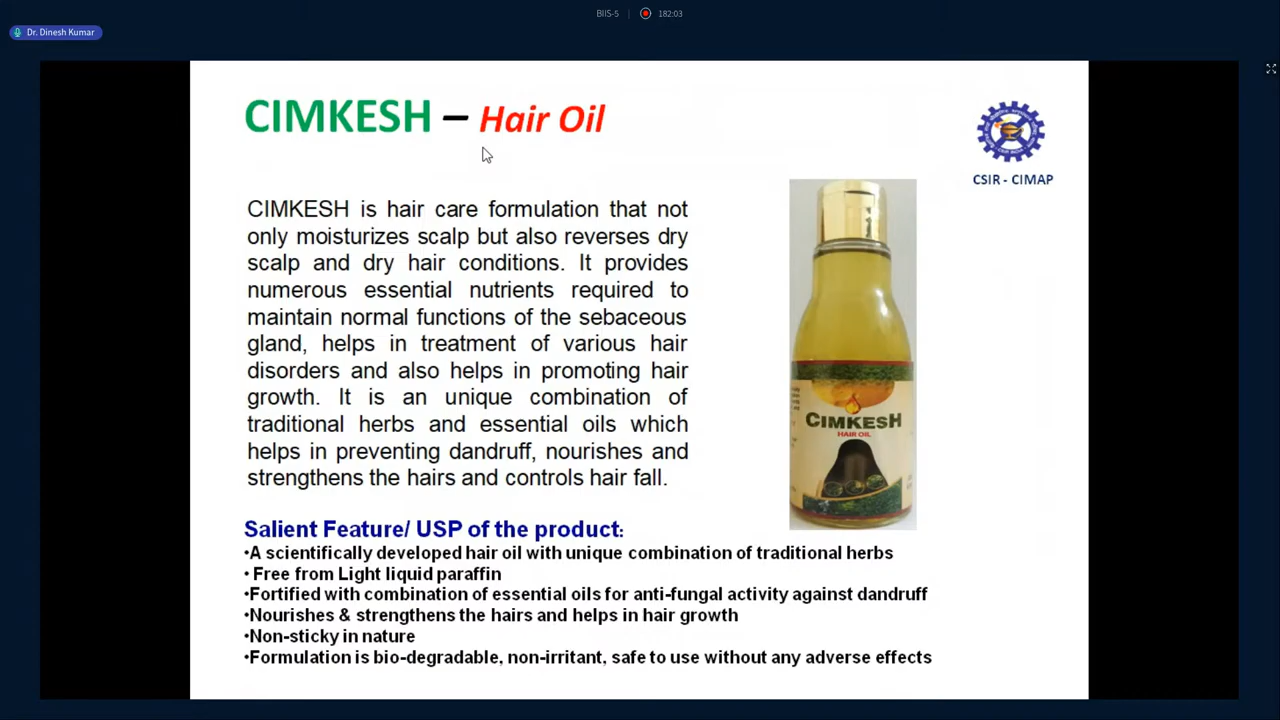 BIIS-5 | 182:03
Dr. Dinesh Kumar
CIMKESH – Hair Oil
CSIR - CIMAP
CIMKESH is hair care formulation that not
only moisturizes scalp but also reverses dry
scalp and dry hair conditions. It provides
numerous essential nutrients required to
maintain normal functions of the sebaceous
gland, helps in treatment of various hair
disorders and also helps in promoting hair
growth. It is an unique combination of
traditional herbs and essential oils which
helps in preventing dandruff, nourishes and
strengthens the hairs and controls hair fall.
CIMKESH
HAIR OIL
Salient Feature/ USP of the product:
•A scientifically developed hair oil with unique combination of traditional herbs
• Free from Light liquid paraffin
•Fortified with combination of essential oils for anti-fungal activity against dandruff
•Nourishes & strengthens the hairs and helps in hair growth
•Non-sticky in nature
•Formulation is bio-degradable, non-irritant, safe to use without any adverse effects